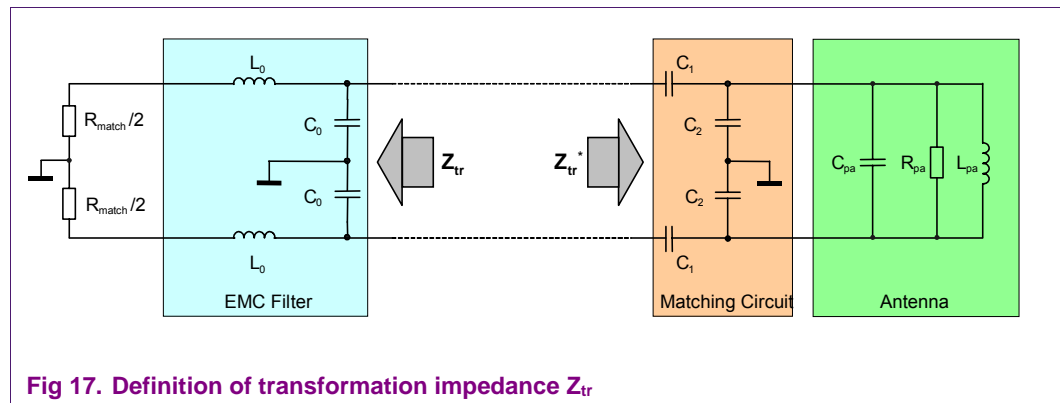 L0
C1
Rmatch/2
C0
Ztr
Ztr*
C2
Cpa
Rpa
Lpa
Rmatch/2
C0
C2
L0
C1
EMC Filter
Matching Circuit
Antenna
Fig 17. Definition of transformation impedance Ztr